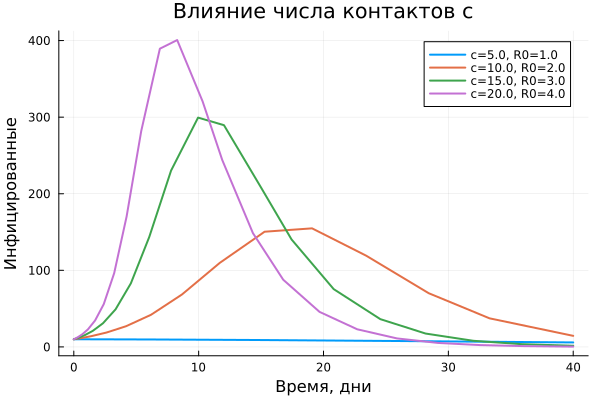 Влияние числа контактов c
Инфицированные
400
300
200
100
0
c=5.0, R0=1.0
c=10.0, R0=2.0
c=15.0, R0=3.0
c=20.0, R0=4.0
0 10 20 30 40
Время, дни